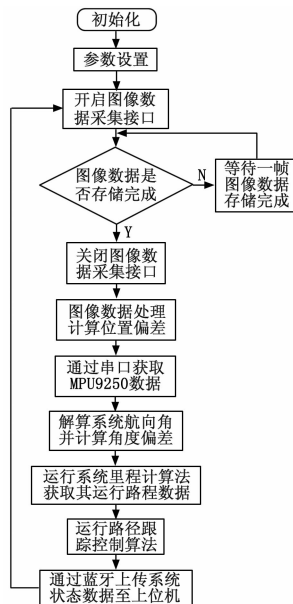 初始化
参数设置
开启图像数
据采集接口
图像数据是
否存储完成
N
等待一帧
图像数据
存储完成
Y
关闭图像数
据采集接口
图像数据处理
计算位置偏差
通过串口获取
MPU9250数据
解算系统航向角
并计算角度偏差
运行系统里程计算法
获取其运行路程数据
运行路径跟
踪控制算法
通过蓝牙上传系统
状态数据至上位机